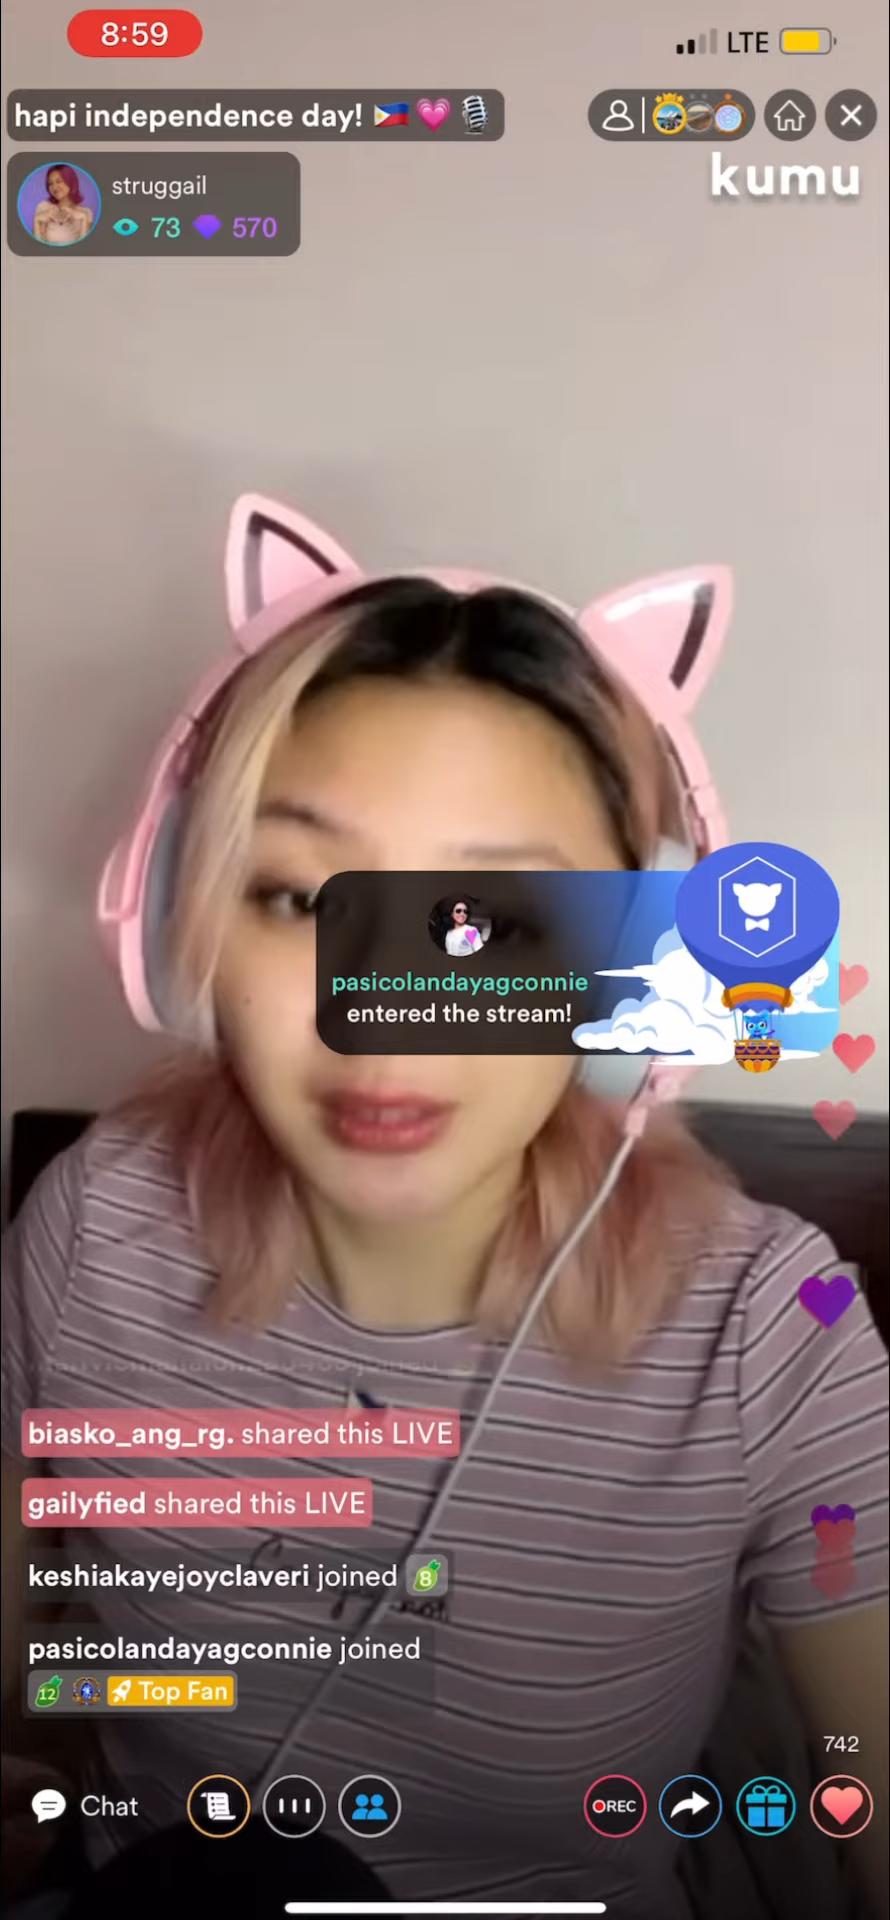 8:59
LTE
hapi independence day! 🇵🇭 💗 🎙️
kumu
struggail
73 570
pasicolandayagconnie
entered the stream!
biasko_ang_rg. shared this LIVE
gailyfied shared this LIVE
keshiakayejoyclaveri joined 8
pasicolandayagconnie joined
12 Top Fan
742
Chat
REC